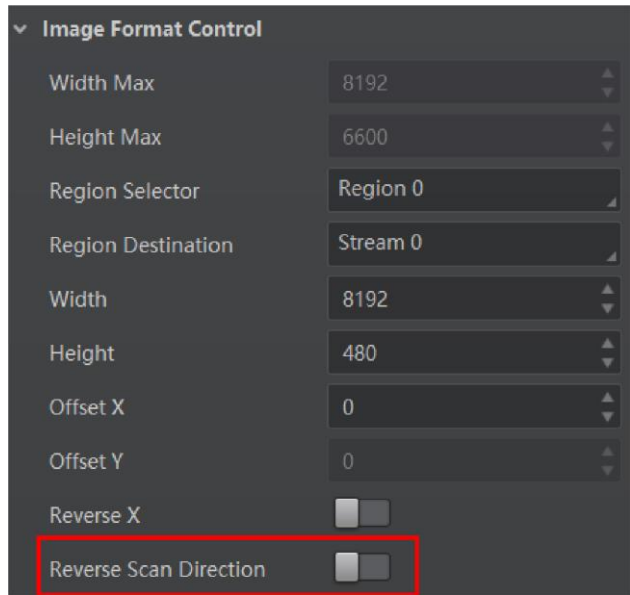 Image Format Control
Width Max 8192
Height Max 6600
Region Selector Region 0
Region Destination Stream 0
Width 8192
Height 480
Offset X 0
Offset Y 0
Reverse X
Reverse Scan Direction